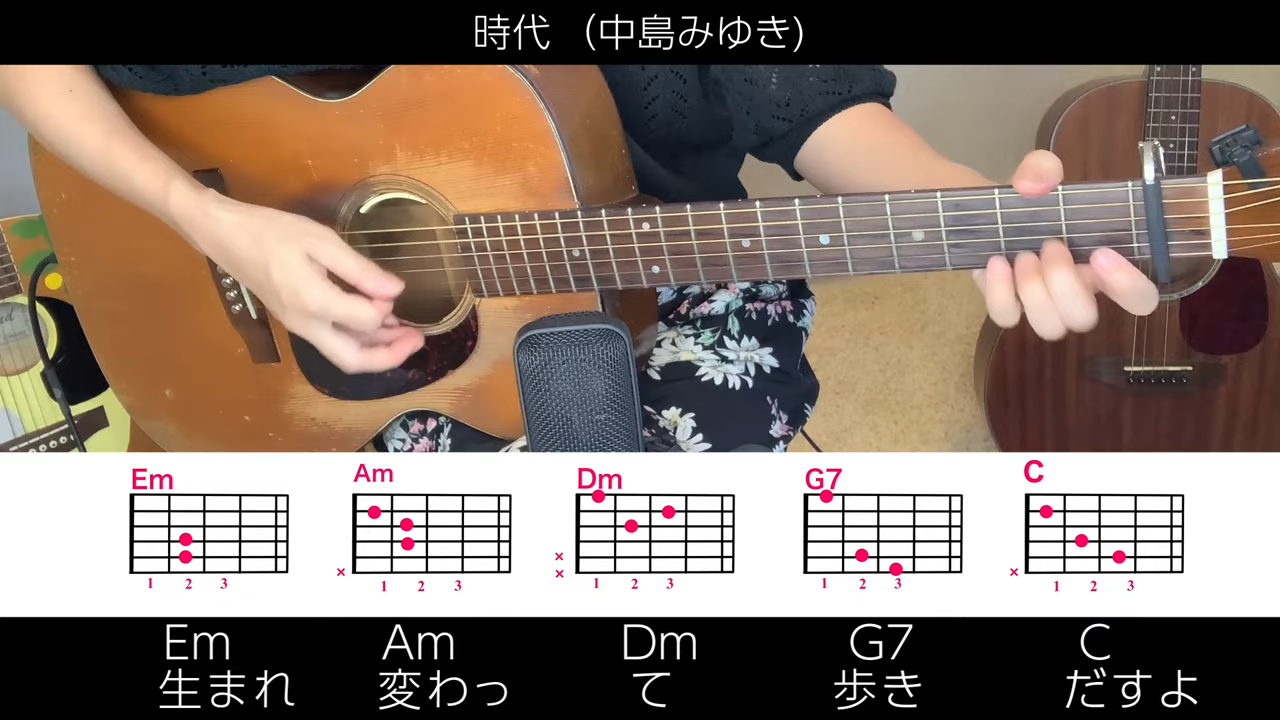 時代 （中島みゆき）
Em Am Dm G7 C
× × × ×
1 2 3 1 2 3 1 2 3 1 2 3 1 2 3
Em Am Dm G7 C
生まれ 変わっ て 歩き だすよ